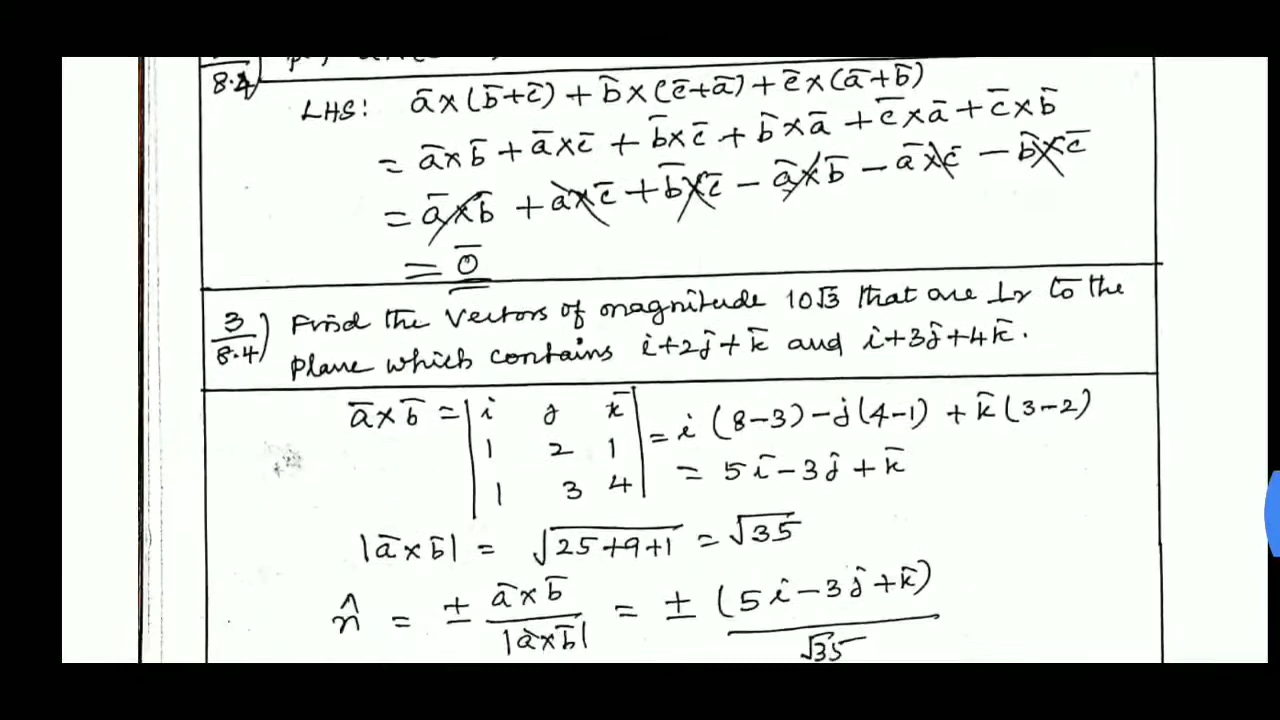 8.4)
LHS: a̅×(b̅+c̅)+b̅×(c̅+a̅)+c̅×(a̅+b̅)
= a̅×b̅+a̅×c̅+b̅×c̅+b̅×a̅+c̅×a̅+c̅×b̅
= a̅×b̅+a×c̅+b̅×c̅-a̅×b̅-a̅×c̅-b̅×c̅
= 0̅
3/8.4) Find the vectors of magnitude 10√3 that are ⊥r to the
plane which contains i+2j̅+k̅ and i+3j̅+4k̅.
a̅×b̅ = | i j k̅ | = i(8-3)-j(4-1)+k̅(3-2)
| 1 2 1 | = 5i̅-3j̅+k̅
| 1 3 4 |
|a̅×b̅| = √25+9+1 = √35
n̂ = ± a̅×b̅/|a̅×b̅| = ± (5i̅-3j̅+k̅)/√35